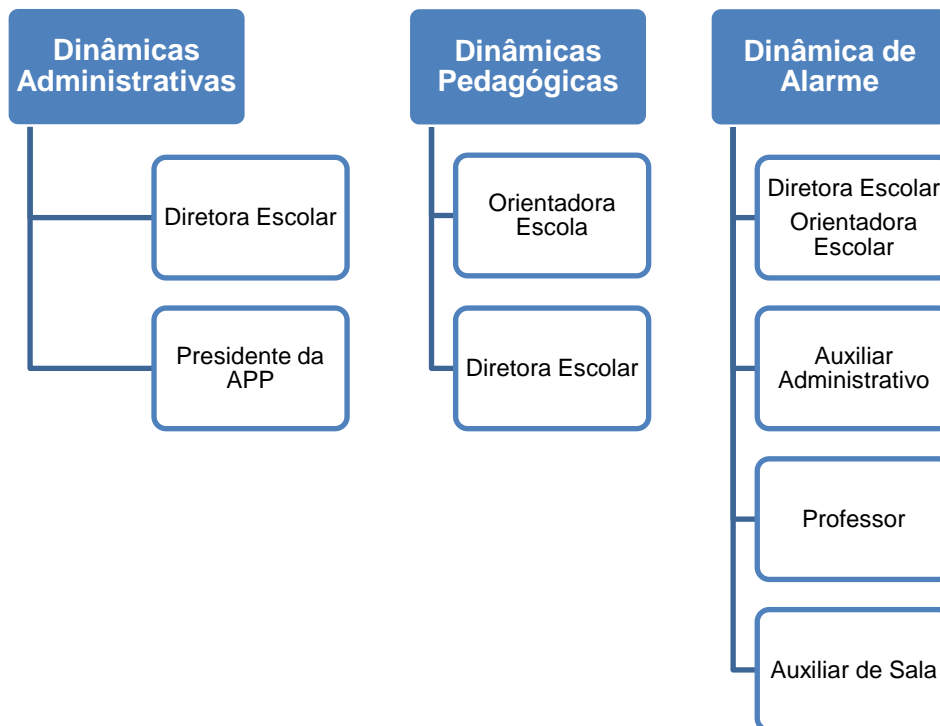 Dinâmicas
Administrativas
Diretora Escolar
Presidente da
APP
Dinâmicas
Pedagógicas
Orientadora
Escola
Diretora Escolar
Dinâmica de
Alarme
Diretora Escolar
Orientadora
Escolar
Auxiliar
Administrativo
Professor
Auxiliar de Sala